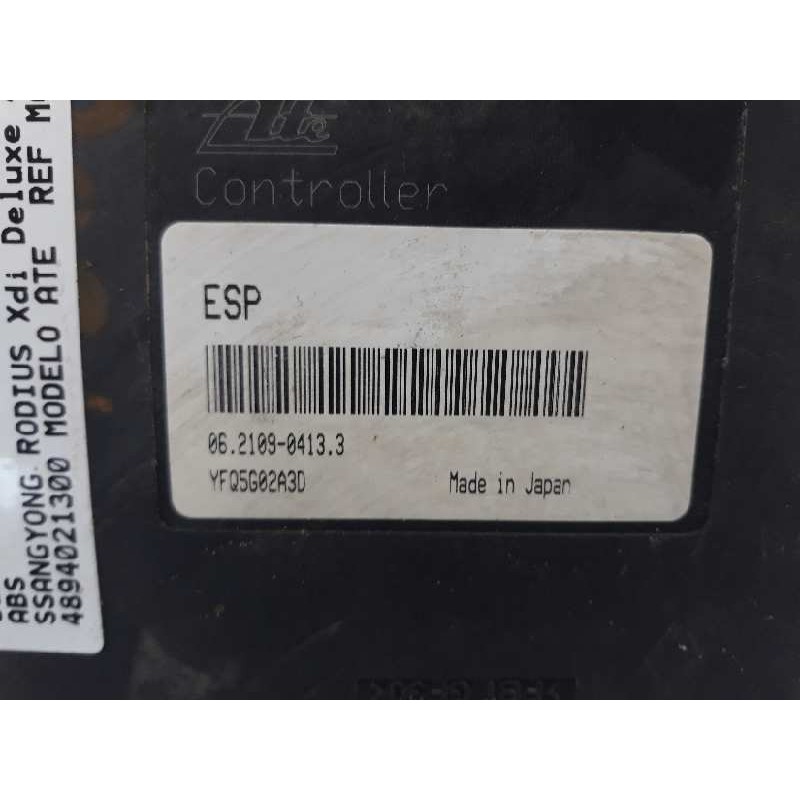 Ate
Controller
ESP
06.2109-0413.3
YFQ5G02A3D
Made in Japan
ABS
SSANGYONG RODIUS Xdi Deluxe
4894021300 MODELO ATE REF